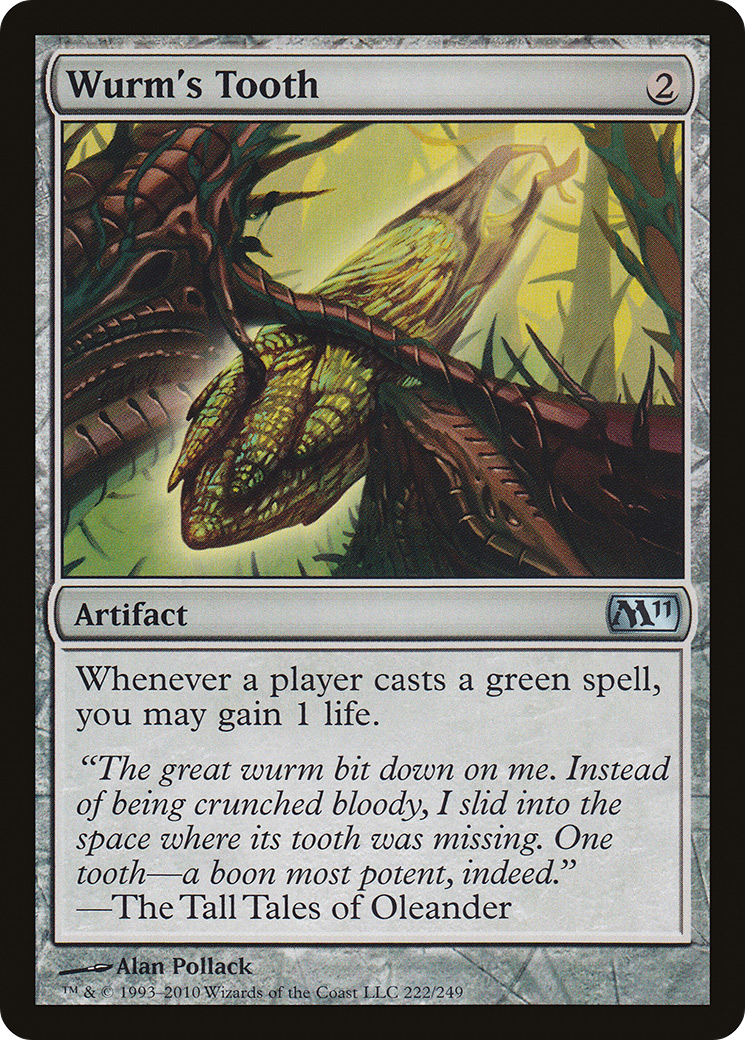 Wurm's Tooth
2
Artifact
M11
Whenever a player casts a green spell,
you may gain 1 life.
“The great wurm bit down on me. Instead
of being crunched bloody, I slid into the
space where its tooth was missing. One
tooth—a boon most potent, indeed.”
—The Tall Tales of Oleander
Alan Pollack
™ & © 1993–2010 Wizards of the Coast LLC 222/249